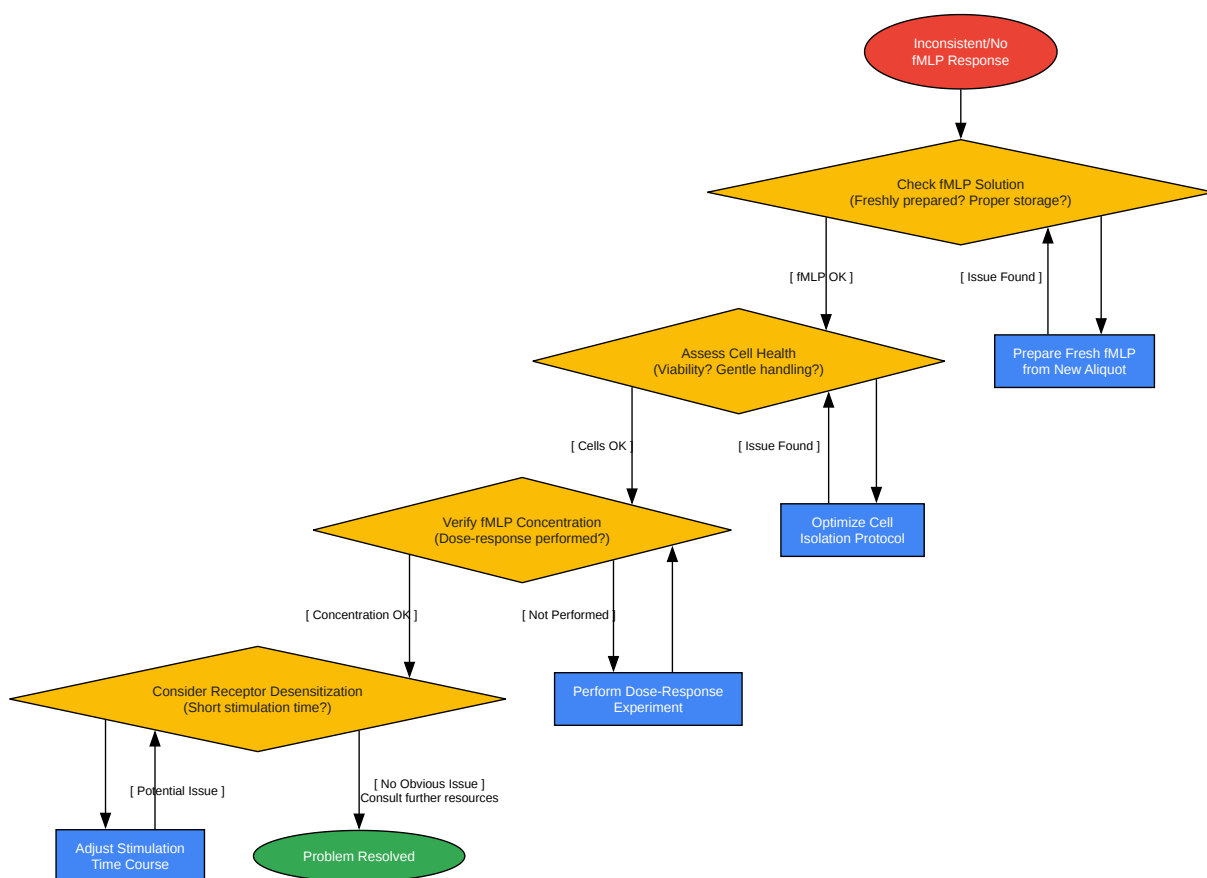 Inconsistent/No
fMLP Response
Check fMLP Solution
(Freshly prepared? Proper storage?)
[ fMLP OK ]
[ Issue Found ]
Assess Cell Health
(Viability? Gentle handling?)
Prepare Fresh fMLP
from New Aliquot
[ Cells OK ]
[ Issue Found ]
Verify fMLP Concentration
(Dose-response performed?)
Optimize Cell
Isolation Protocol
[ Concentration OK ]
[ Not Performed ]
Consider Receptor Desensitization
(Short stimulation time?)
Perform Dose-Response
Experiment
[ Potential Issue ]
[ No Obvious Issue ]
Consult further resources
Adjust Stimulation
Time Course
Problem Resolved